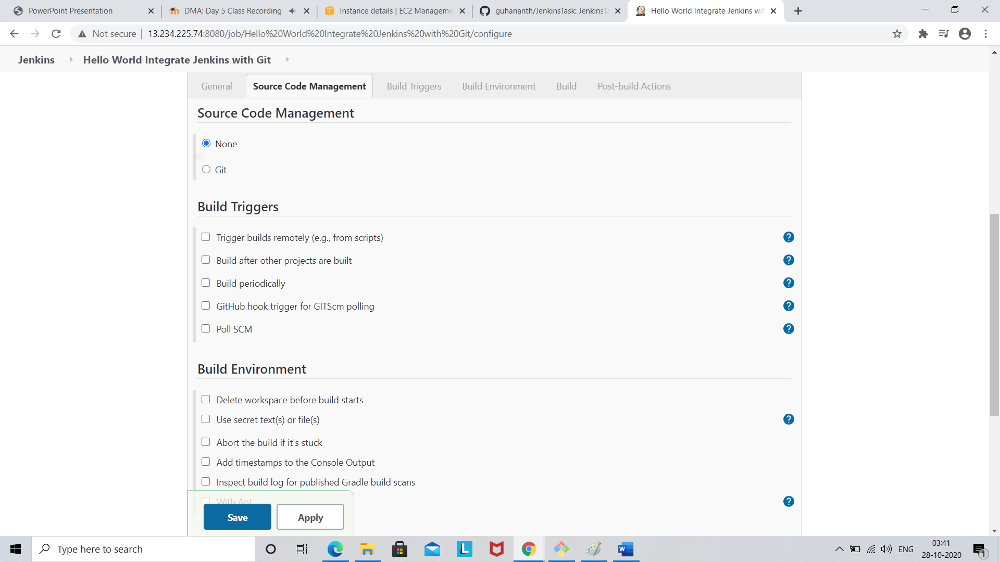 PowerPoint Presentation
DMA: Day 5 Class Recording
Instance details | EC2 Manageme
guhananth/JenkinsTask: JenkinsTa
Hello World Integrate Jenkins wit
Not secure | 13.234.225.74:8080/job/Hello%20World%20Integrate%20Jenkins%20with%20Git/configure
Jenkins
Hello World Integrate Jenkins with Git
General
Source Code Management
Build Triggers
Build Environment
Build
Post-build Actions
Source Code Management
None
Git
Build Triggers
Trigger builds remotely (e.g., from scripts)
?
Build after other projects are built
?
Build periodically
?
GitHub hook trigger for GITScm polling
?
Poll SCM
?
Build Environment
Delete workspace before build starts
Use secret text(s) or file(s)
?
Abort the build if it's stuck
Add timestamps to the Console Output
Inspect build log for published Gradle build scans
With Ant
?
Save
Apply
Type here to search
L
W
ENG
03:41
28-10-2020
1